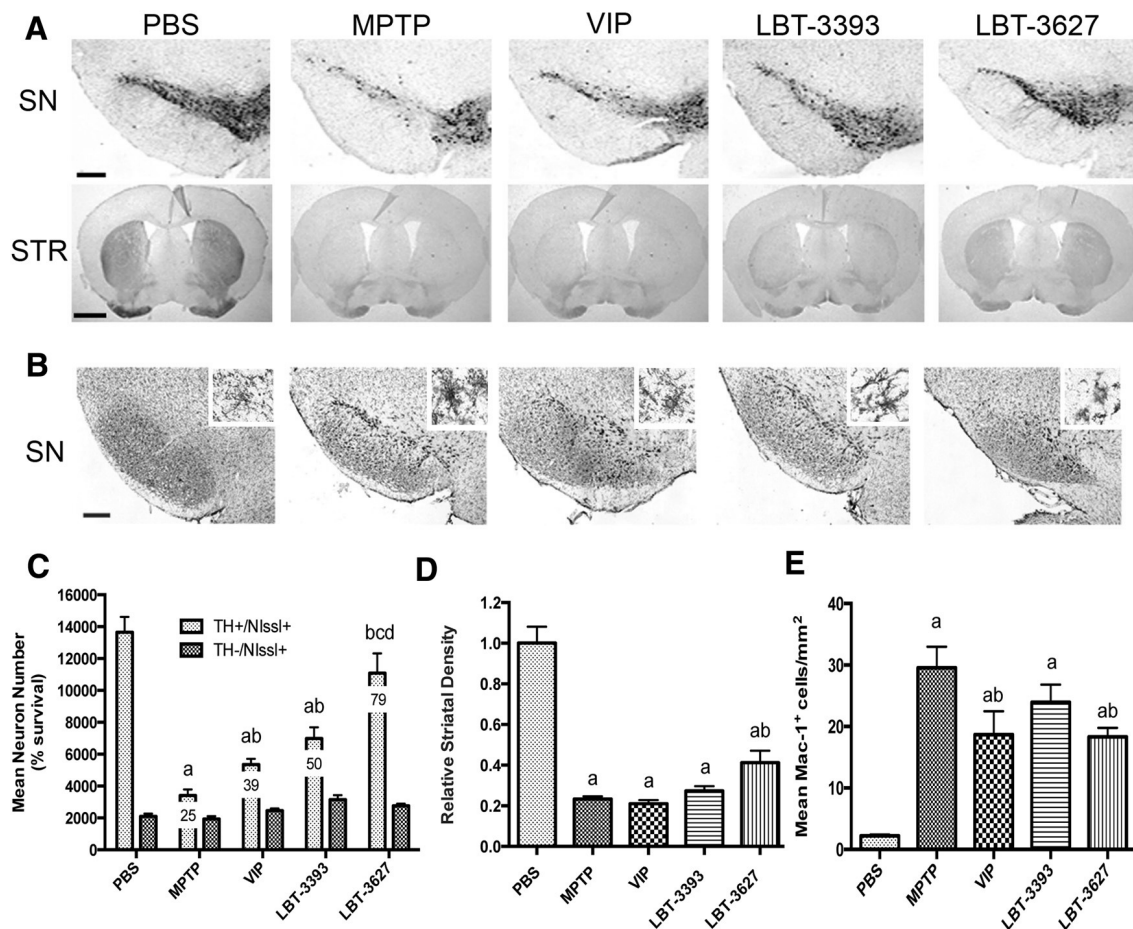 A
PBS MPTP VIP LBT-3393 LBT-3627
SN
STR
B
SN
C
Mean Neuron Number
(% survival)
16000
14000
12000
10000
8000
6000
4000
2000
0
TH+/NIssl+
TH-/NIssl+
a
ab
ab
bcd
25
39
50
79
PBS
MPTP
VIP
LBT-3393
LBT-3627
D
Relative Striatal Density
1.2
1.0
0.8
0.6
0.4
0.2
0.0
a
a
a
ab
PBS
MPTP
VIP
LBT-3393
LBT-3627
E
Mean Mac-1⁺ cells/mm²
40
30
20
10
0
a
ab
a
ab
PBS
MPTP
VIP
LBT-3393
LBT-3627